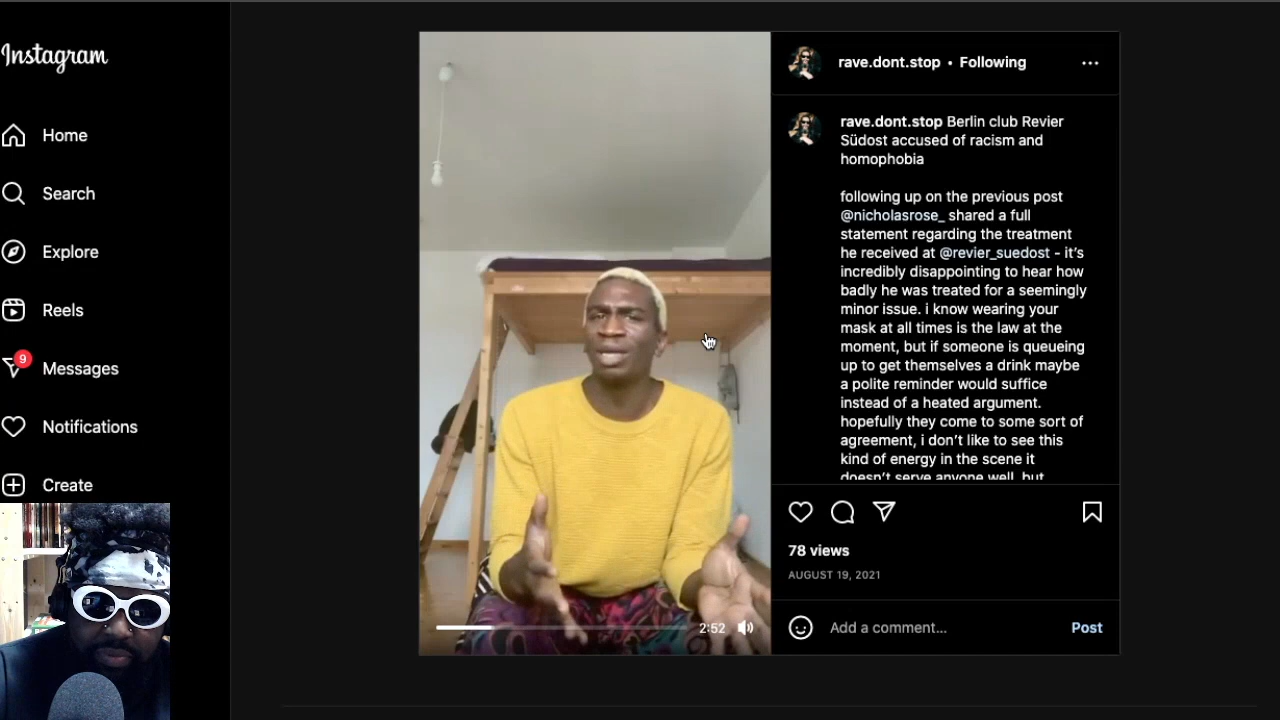 Instagram
Home
Search
Explore
Reels
9
Messages
Notifications
Create
2:52
rave.dont.stop • Following
rave.dont.stop Berlin club Revier
Südost accused of racism and
homophobia
following up on the previous post
@nicholasrose_ shared a full
statement regarding the treatment
he received at @revier_suedost - it’s
incredibly disappointing to hear how
badly he was treated for a seemingly
minor issue. i know wearing your
mask at all times is the law at the
moment, but if someone is queueing
up to get themselves a drink maybe
a polite reminder would suffice
instead of a heated argument.
hopefully they come to some sort of
agreement, i don’t like to see this
kind of energy in the scene it
doesn’t serve anyone well, but
78 views
AUGUST 19, 2021
Add a comment...
Post